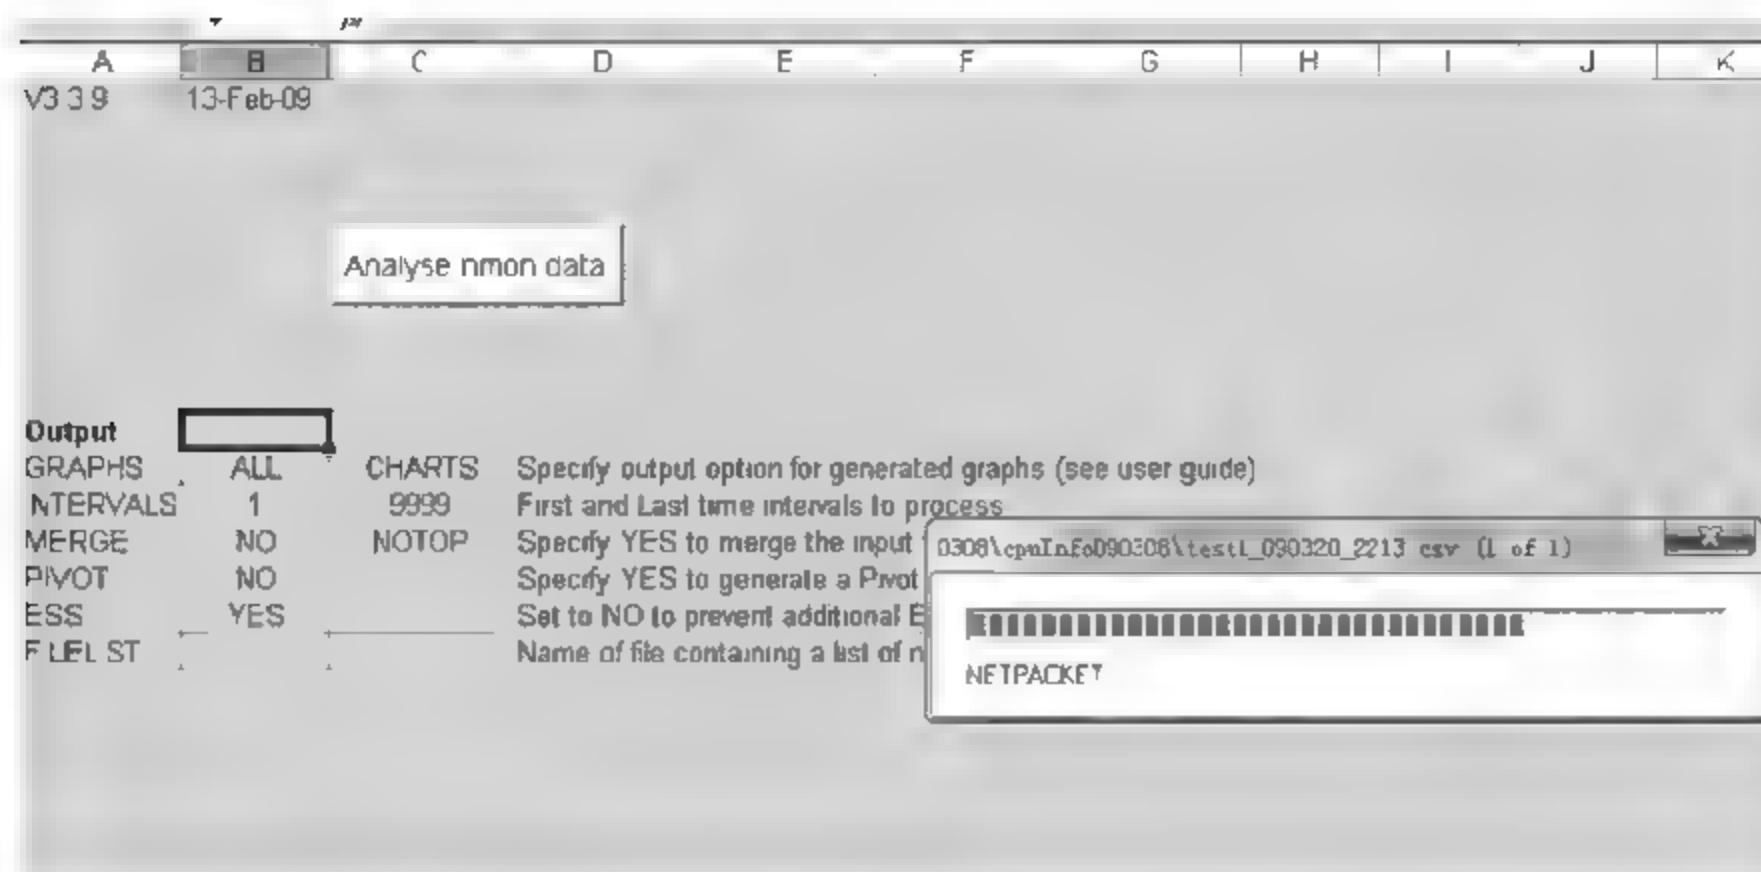 A B C D E F G H I J K
V3 3 9 13-Feb-09
Analyse nmon data
Output
GRAPHS ALL CHARTS Specify output option for generated graphs (see user guide)
NTERVALS 1 9999 First and Last time intervals to process
MERGE NO NOTOP Specify YES to merge the input
PIVOT NO Specify YES to generate a Pivot
ESS YES Set to NO to prevent additional E
F LEL ST Name of file containing a list of n
0308\cpuInfo090308\test1_090320_2213 csv (1 of 1)
NETPACKET